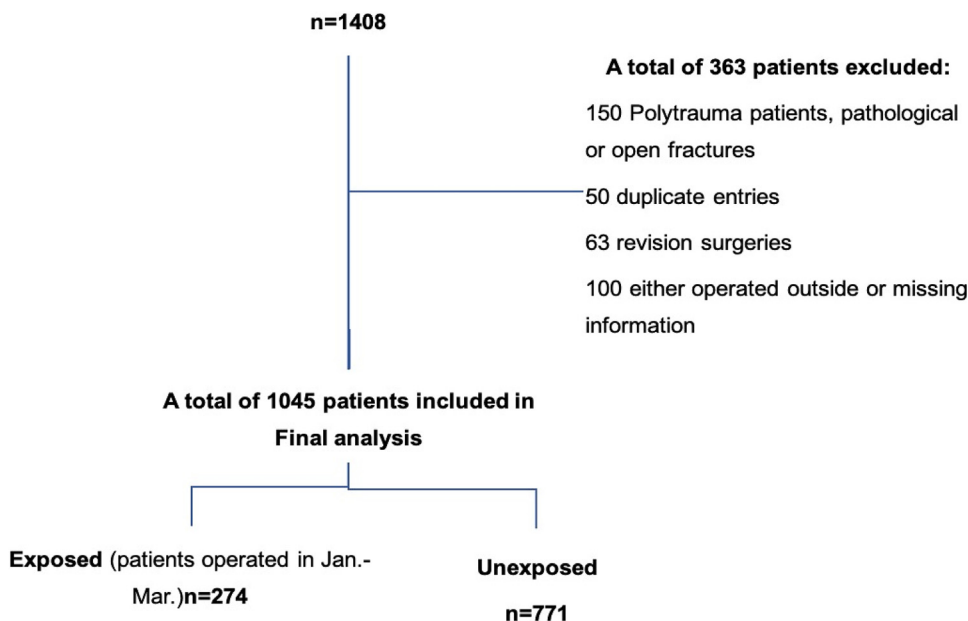 n=1408
A total of 363 patients excluded:
150 Polytrauma patients, pathological
or open fractures
50 duplicate entries
63 revision surgeries
100 either operated outside or missing
information
A total of 1045 patients included in
Final analysis
Exposed (patients operated in Jan.-
Mar.)n=274
Unexposed
n=771